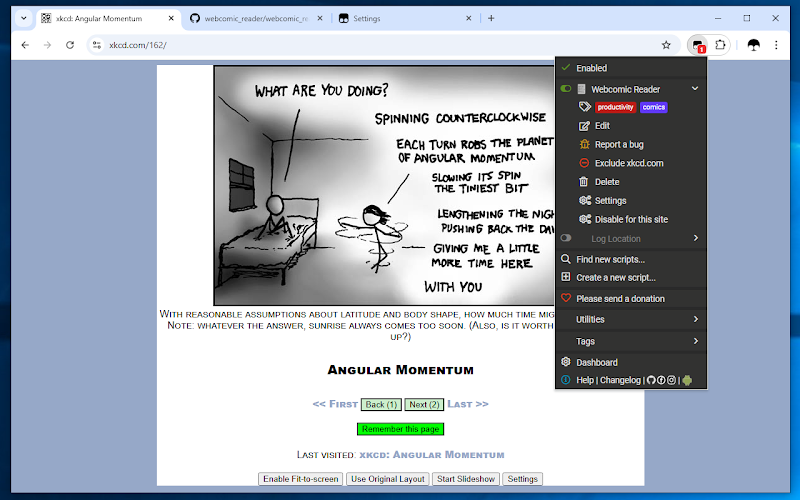 xkcd: Angular Momentum
webcomic_reader/webcomic_re
Settings
xkcd.com/162/
1
Enabled
Webcomic Reader
productivity comics
Edit
Report a bug
Exclude xkcd.com
Delete
Settings
Disable for this site
Log Location
Find new scripts...
Create a new script...
Please send a donation
Utilities
Tags
Dashboard
Help | Changelog |
WHAT ARE YOU DOING?
SPINNING COUNTERCLOCKWISE
EACH TURN ROBS THE PLANET
OF ANGULAR MOMENTUM
SLOWING ITS SPIN
THE TINIEST BIT
LENGTHENING THE NIGH
PUSHING BACK THE DA
GIVING ME A LITTLE
MORE TIME HERE
WITH YOU
With reasonable assumptions about latitude and body shape, how much time mig
Note: whatever the answer, sunrise always comes too soon. (Also, is it worth
up?)
Angular Momentum
<< First Back (1) Next (2) Last >>
Remember this page
Last visited: xkcd: Angular Momentum
Enable Fit-to-screen Use Original Layout Start Slideshow Settings